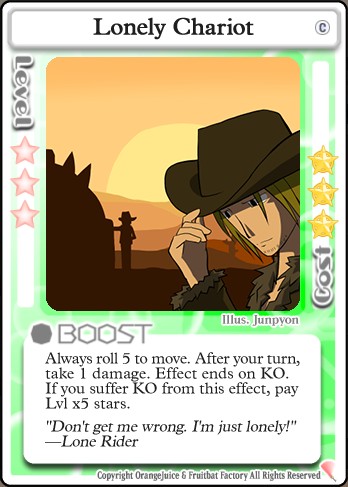 Lonely Chariot
©
Level
Cost
Illus. Junpyon
BOOST
Always roll 5 to move. After your turn,
take 1 damage. Effect ends on KO.
If you suffer KO from this effect, pay
Lvl x5 stars.
"Don't get me wrong. I'm just lonely!"
—Lone Rider
Copyright Orangejuice & Fruitbat Factory All Rights Reserved